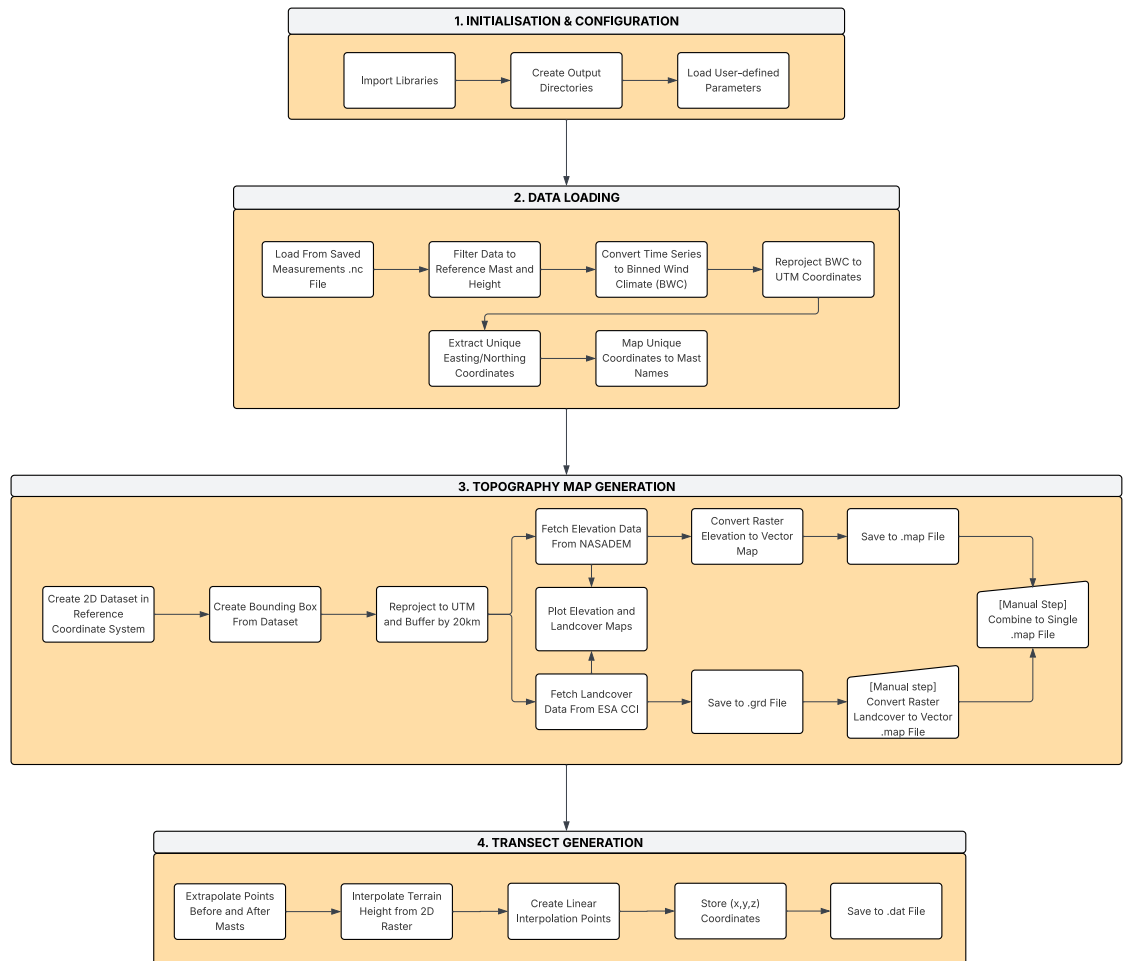 1. INITIALISATION & CONFIGURATION
Import Libraries
Create Output
Directories
Load User-defined
Parameters
2. DATA LOADING
Load From Saved
Measurements .nc
File
Filter Data to
Reference Mast and
Height
Convert Time Series
to Binned Wind
Climate (BWC)
Reproject BWC to
UTM Coordinates
Extract Unique
Easting/Northing
Coordinates
Map Unique
Coordinates to Mast
Names
3. TOPOGRAPHY MAP GENERATION
Create 2D Dataset in
Reference
Coordinate System
Create Bounding Box
From Dataset
Reproject to UTM
and Buffer by 20km
Fetch Elevation Data
From NASADEM
Convert Raster
Elevation to Vector
Map
Save to .map File
Plot Elevation and
Landcover Maps
[Manual Step]
Combine to Single
.map File
Fetch Landcover
Data From ESA CCI
Save to .grd File
[Manual step]
Convert Raster
Landcover to Vector
.map File
4. TRANSECT GENERATION
Extrapolate Points
Before and After
Masts
Interpolate Terrain
Height from 2D
Raster
Create Linear
Interpolation Points
Store (x,y,z)
Coordinates
Save to .dat File